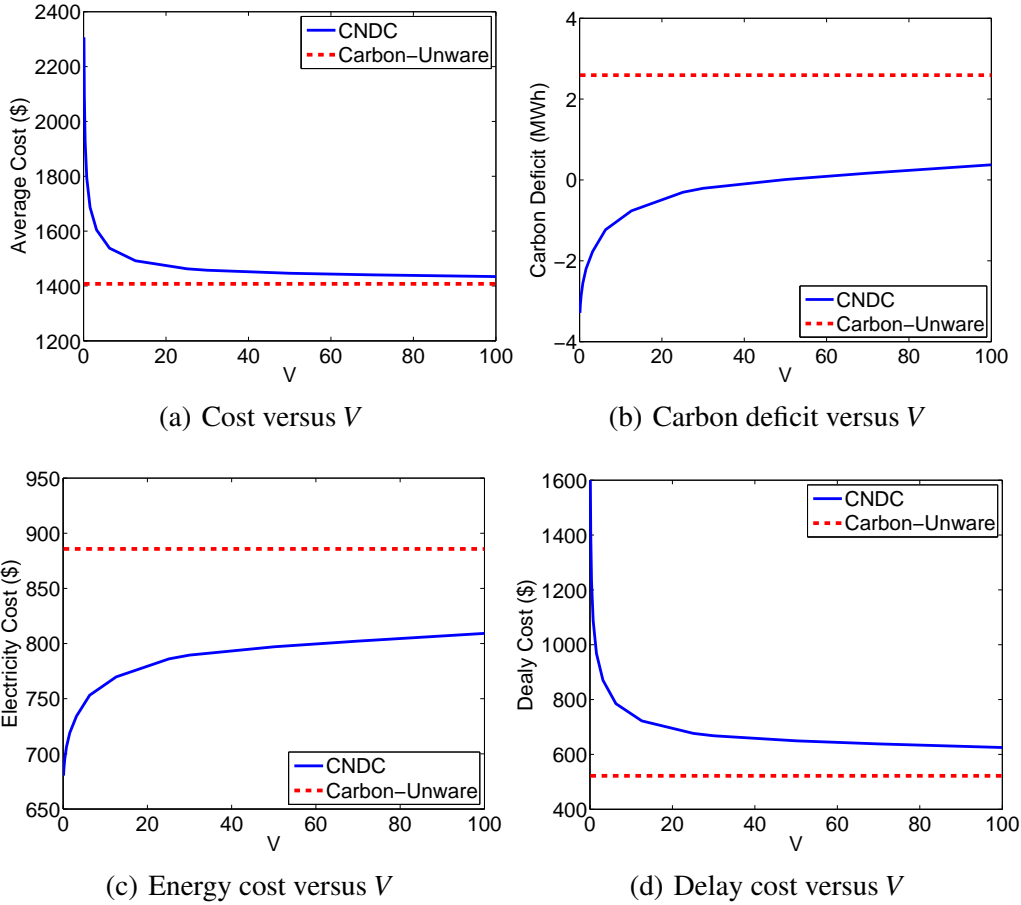 2400
2200
2000
1800
1600
1400
1200
0
20
40
60
80
100
Average Cost ($)
V
CNDC
Carbon−Unware
(a) Cost versus V
4
2
0
−2
−4
0
20
40
60
80
100
Carbon Deficit (MWh)
V
CNDC
Carbon−Unware
(b) Carbon deficit versus V
950
900
850
800
750
700
650
0
20
40
60
80
100
Electricity Cost ($)
V
CNDC
Carbon−Unware
(c) Energy cost versus V
1600
1400
1200
1000
800
600
400
0
20
40
60
80
100
Dealy Cost ($)
V
CNDC
Carbon−Unware
(d) Delay cost versus V